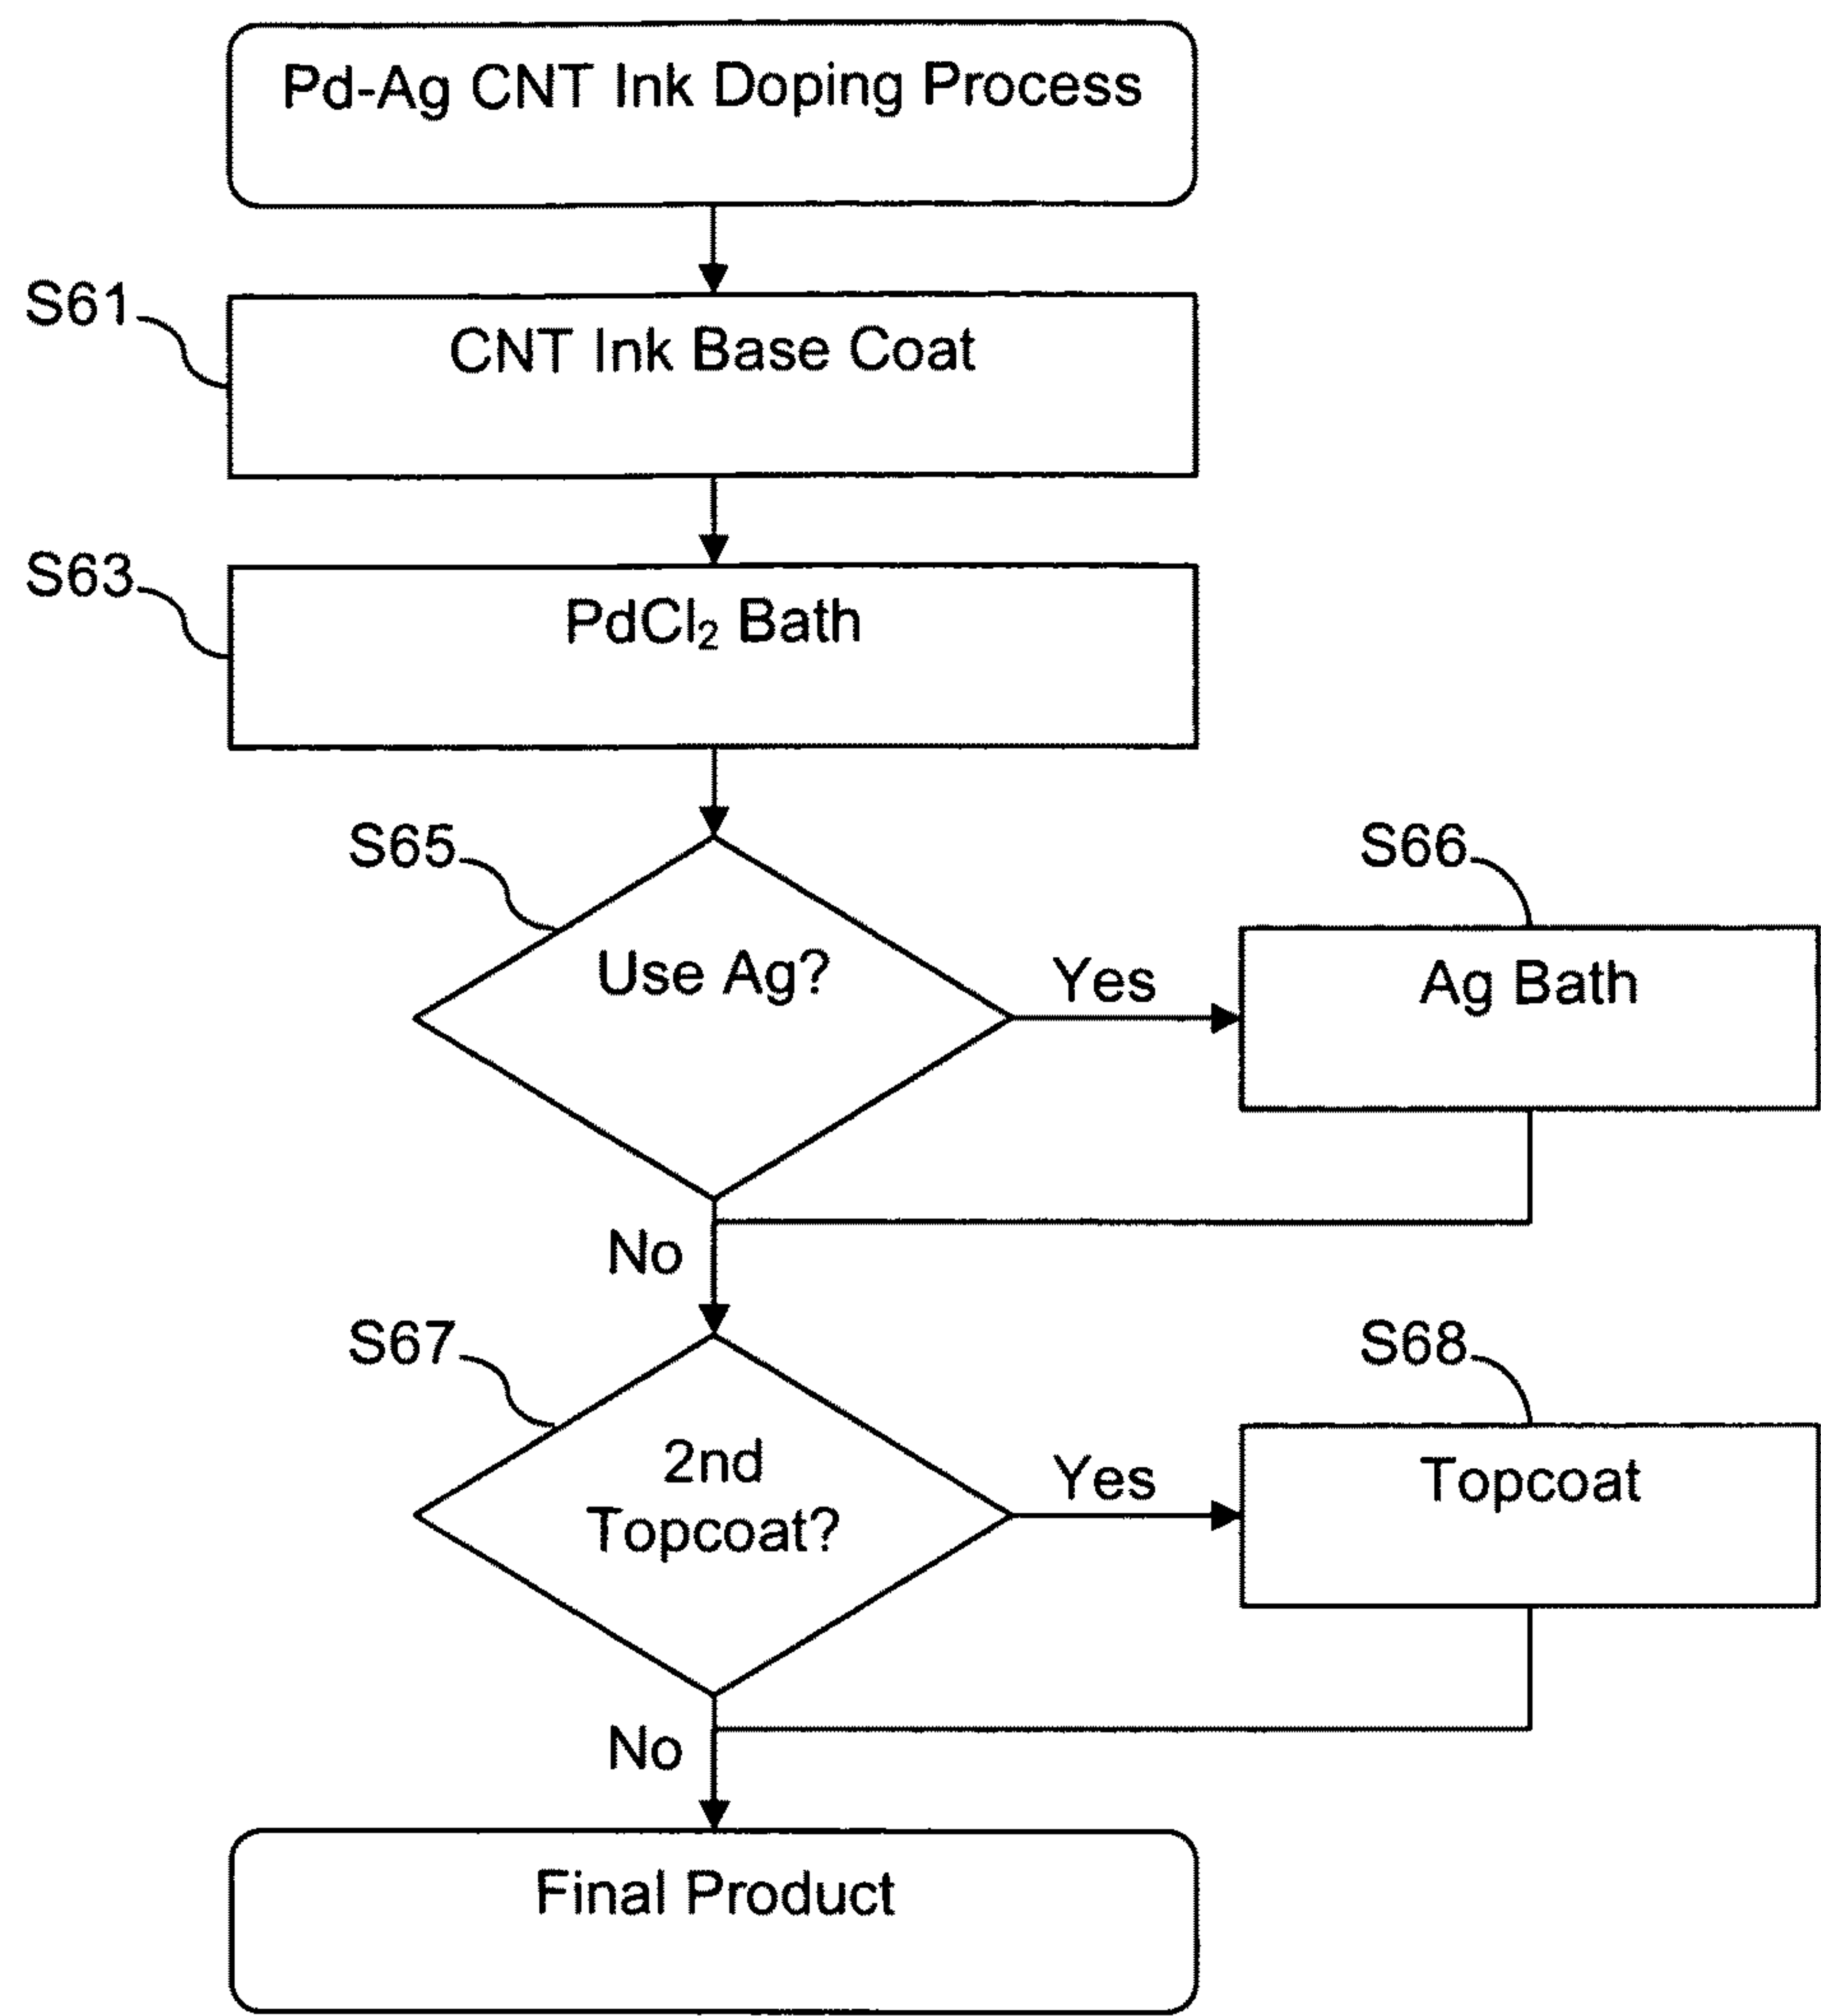 Pd-Ag CNT Ink Doping Process
S61
CNT Ink Base Coat
S63
PdCl₂ Bath
S65
Use Ag?
Yes
S66
Ag Bath
No
S67
2nd
Topcoat?
Yes
S68
Topcoat
No
Final Product